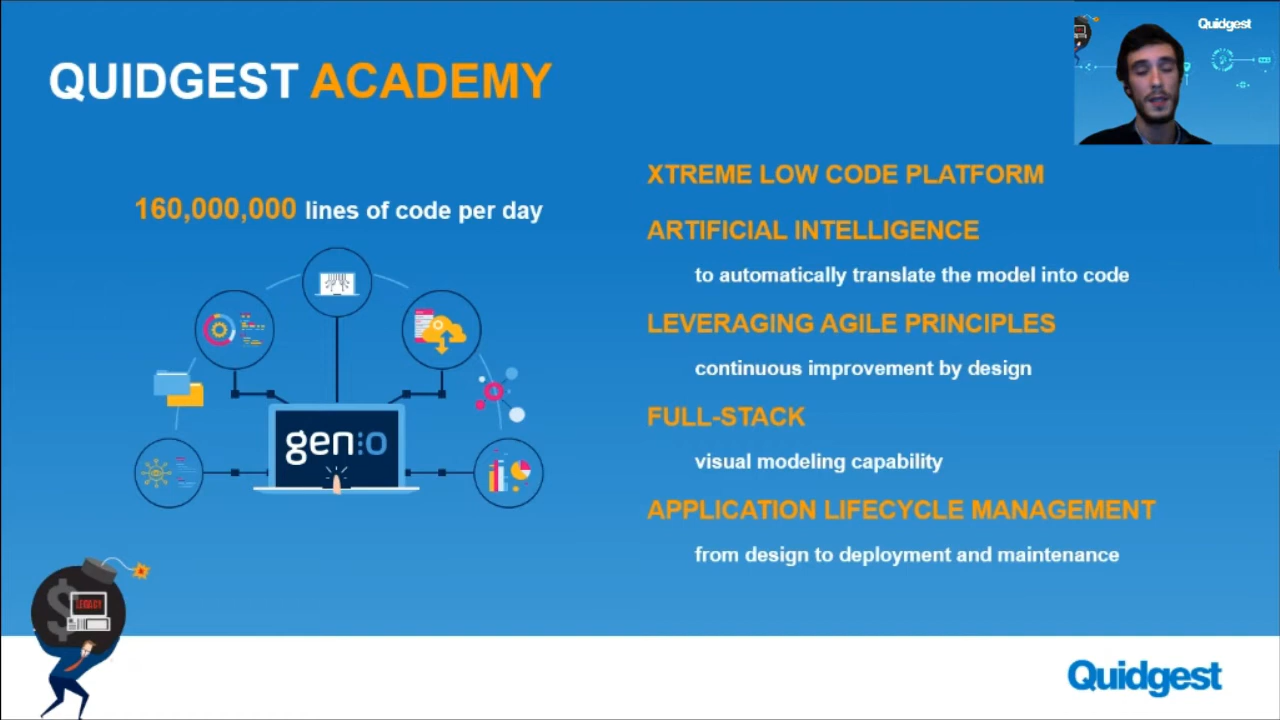 Quidgest
QUIDGEST ACADEMY
160,000,000 lines of code per day
gen:o
LEGACY
XTREME LOW CODE PLATFORM
ARTIFICIAL INTELLIGENCE
to automatically translate the model into code
LEVERAGING AGILE PRINCIPLES
continuous improvement by design
FULL-STACK
visual modeling capability
APPLICATION LIFECYCLE MANAGEMENT
from design to deployment and maintenance
Quidgest